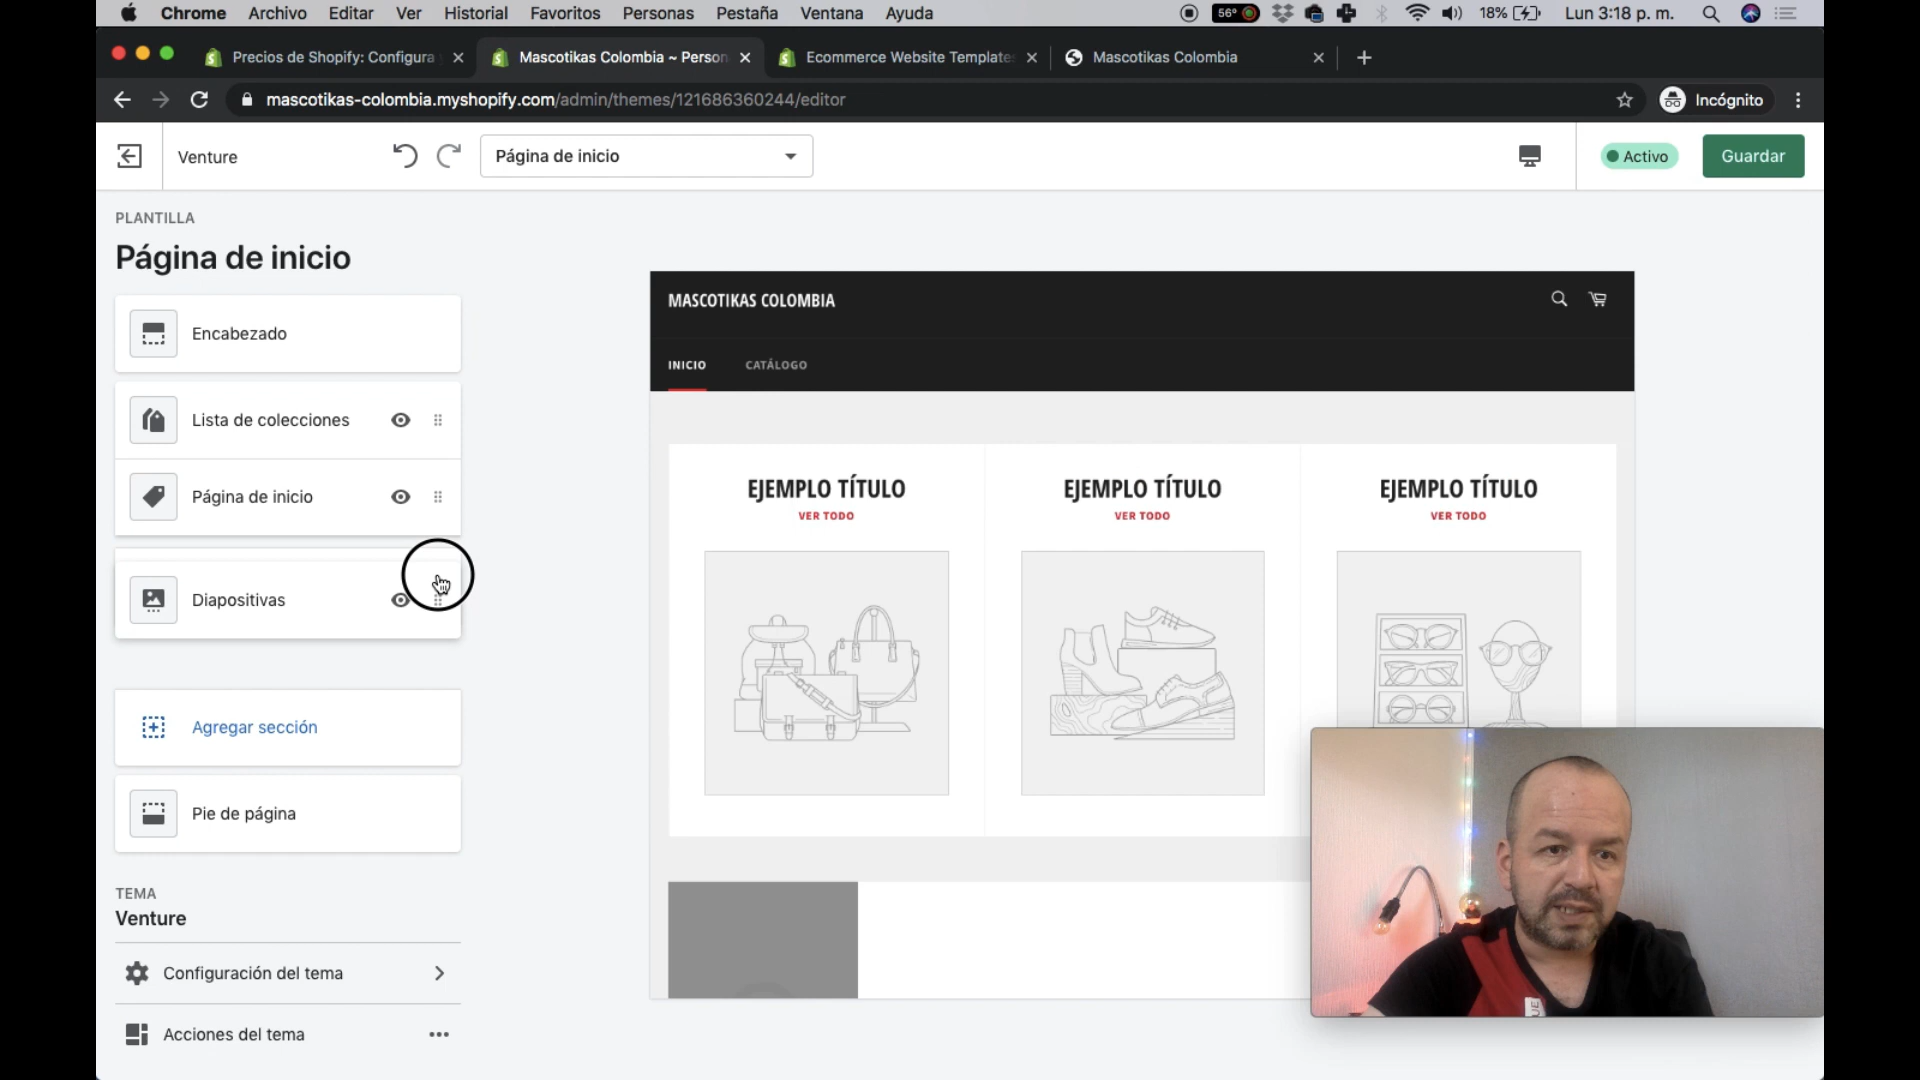 Chrome Archivo Editar Ver Historial Favoritos Personas Pestaña Ventana Ayuda 56° 18% Lun 3:18 p. m.
Precios de Shopify: Configura Mascotikas Colombia ~ Person Ecommerce Website Templates Mascotikas Colombia
mascotikas-colombia.myshopify.com/admin/themes/121686360244/editor Incógnito
Venture Página de inicio Activo Guardar
PLANTILLA
Página de inicio
Encabezado
Lista de colecciones
Página de inicio
Diapositivas
Agregar sección
Pie de página
TEMA
Venture
Configuración del tema
Acciones del tema
MASCOTIKAS COLOMBIA
INICIO CATÁLOGO
EJEMPLO TÍTULO EJEMPLO TÍTULO EJEMPLO TÍTULO
VER TODO VER TODO VER TODO